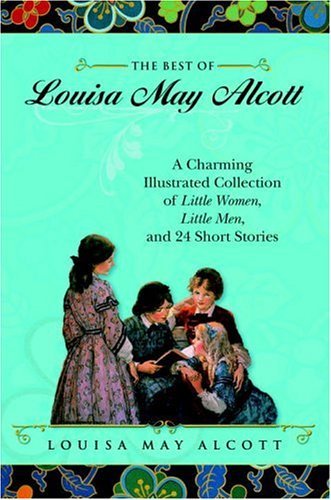 THE BEST OF
Louisa May Alcott
A Charming
Illustrated Collection
of Little Women,
Little Men,
and 24 Short Stories
LOUISA MAY ALCOTT